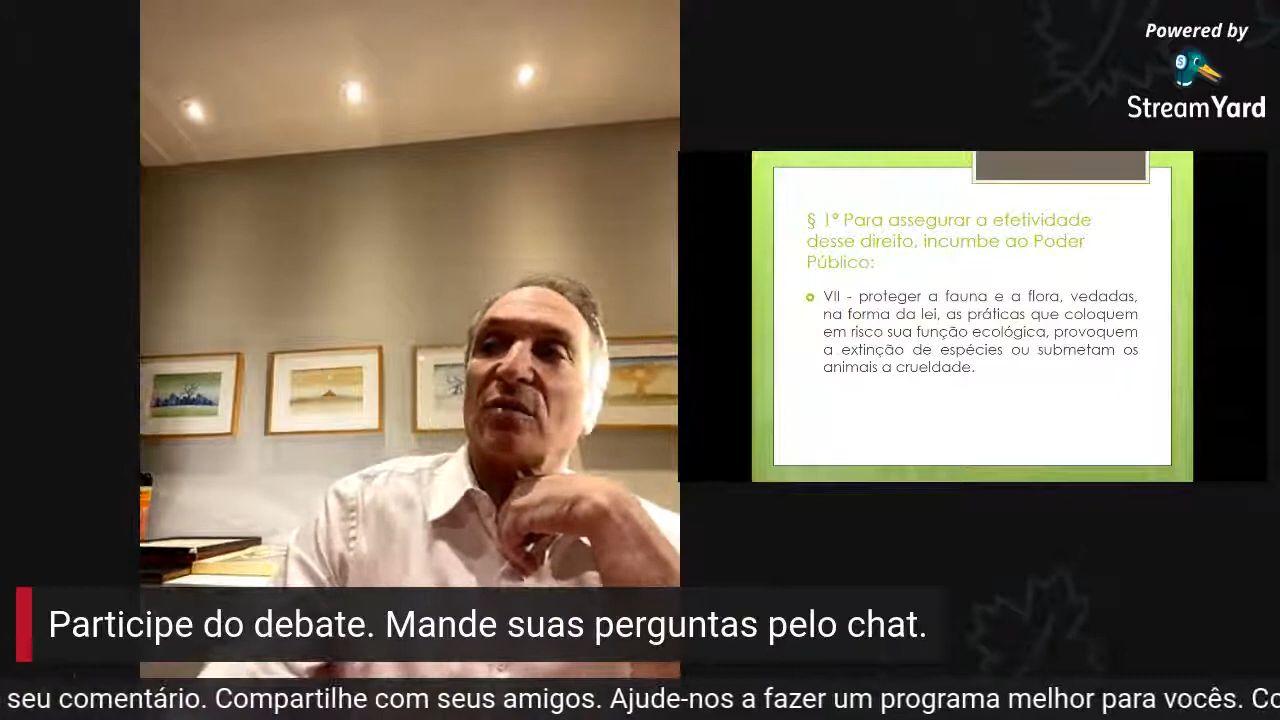 Powered by
StreamYard
§ 1º Para assegurar a efetividade
desse direito, incumbe ao Poder
Público:
VII - proteger a fauna e a flora, vedadas,
na forma da lei, as práticas que coloquem
em risco sua função ecológica, provoquem
a extinção de espécies ou submetam os
animais a crueldade.
Participe do debate. Mande suas perguntas pelo chat.
seu comentário. Compartilhe com seus amigos. Ajude-nos a fazer um programa melhor para vocês. Co